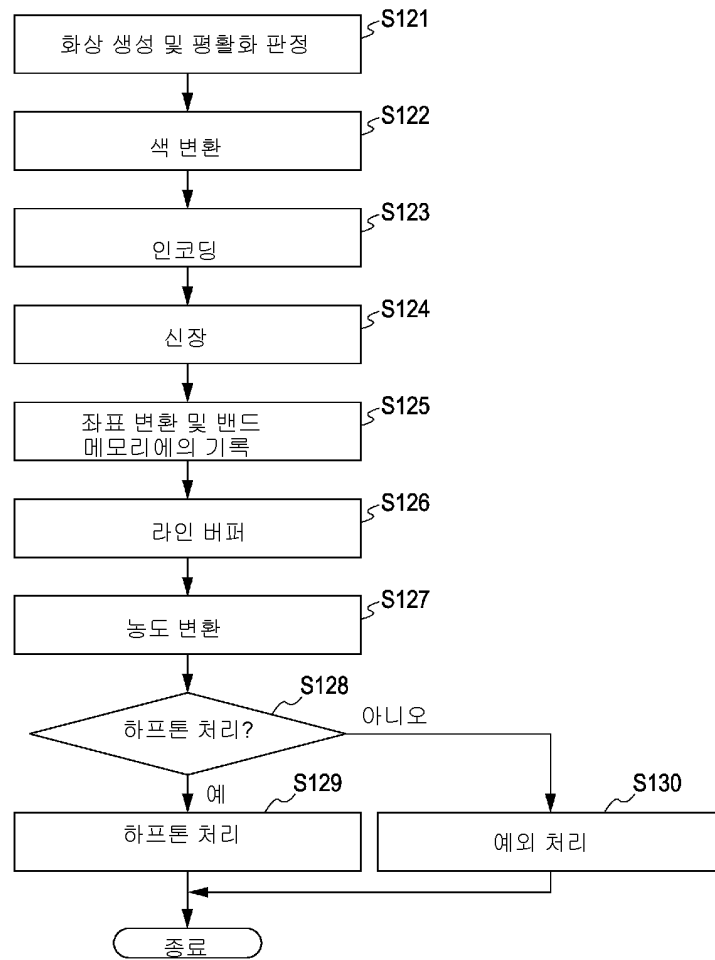 S121
화상 생성 및 평활화 판정
S122
색 변환
S123
인코딩
S124
신장
S125
좌표 변환 및 밴드
메모리에의 기록
S126
라인 버퍼
S127
농도 변환
S128
하프톤 처리?
아니오
예
S129
하프톤 처리
S130
예외 처리
종료